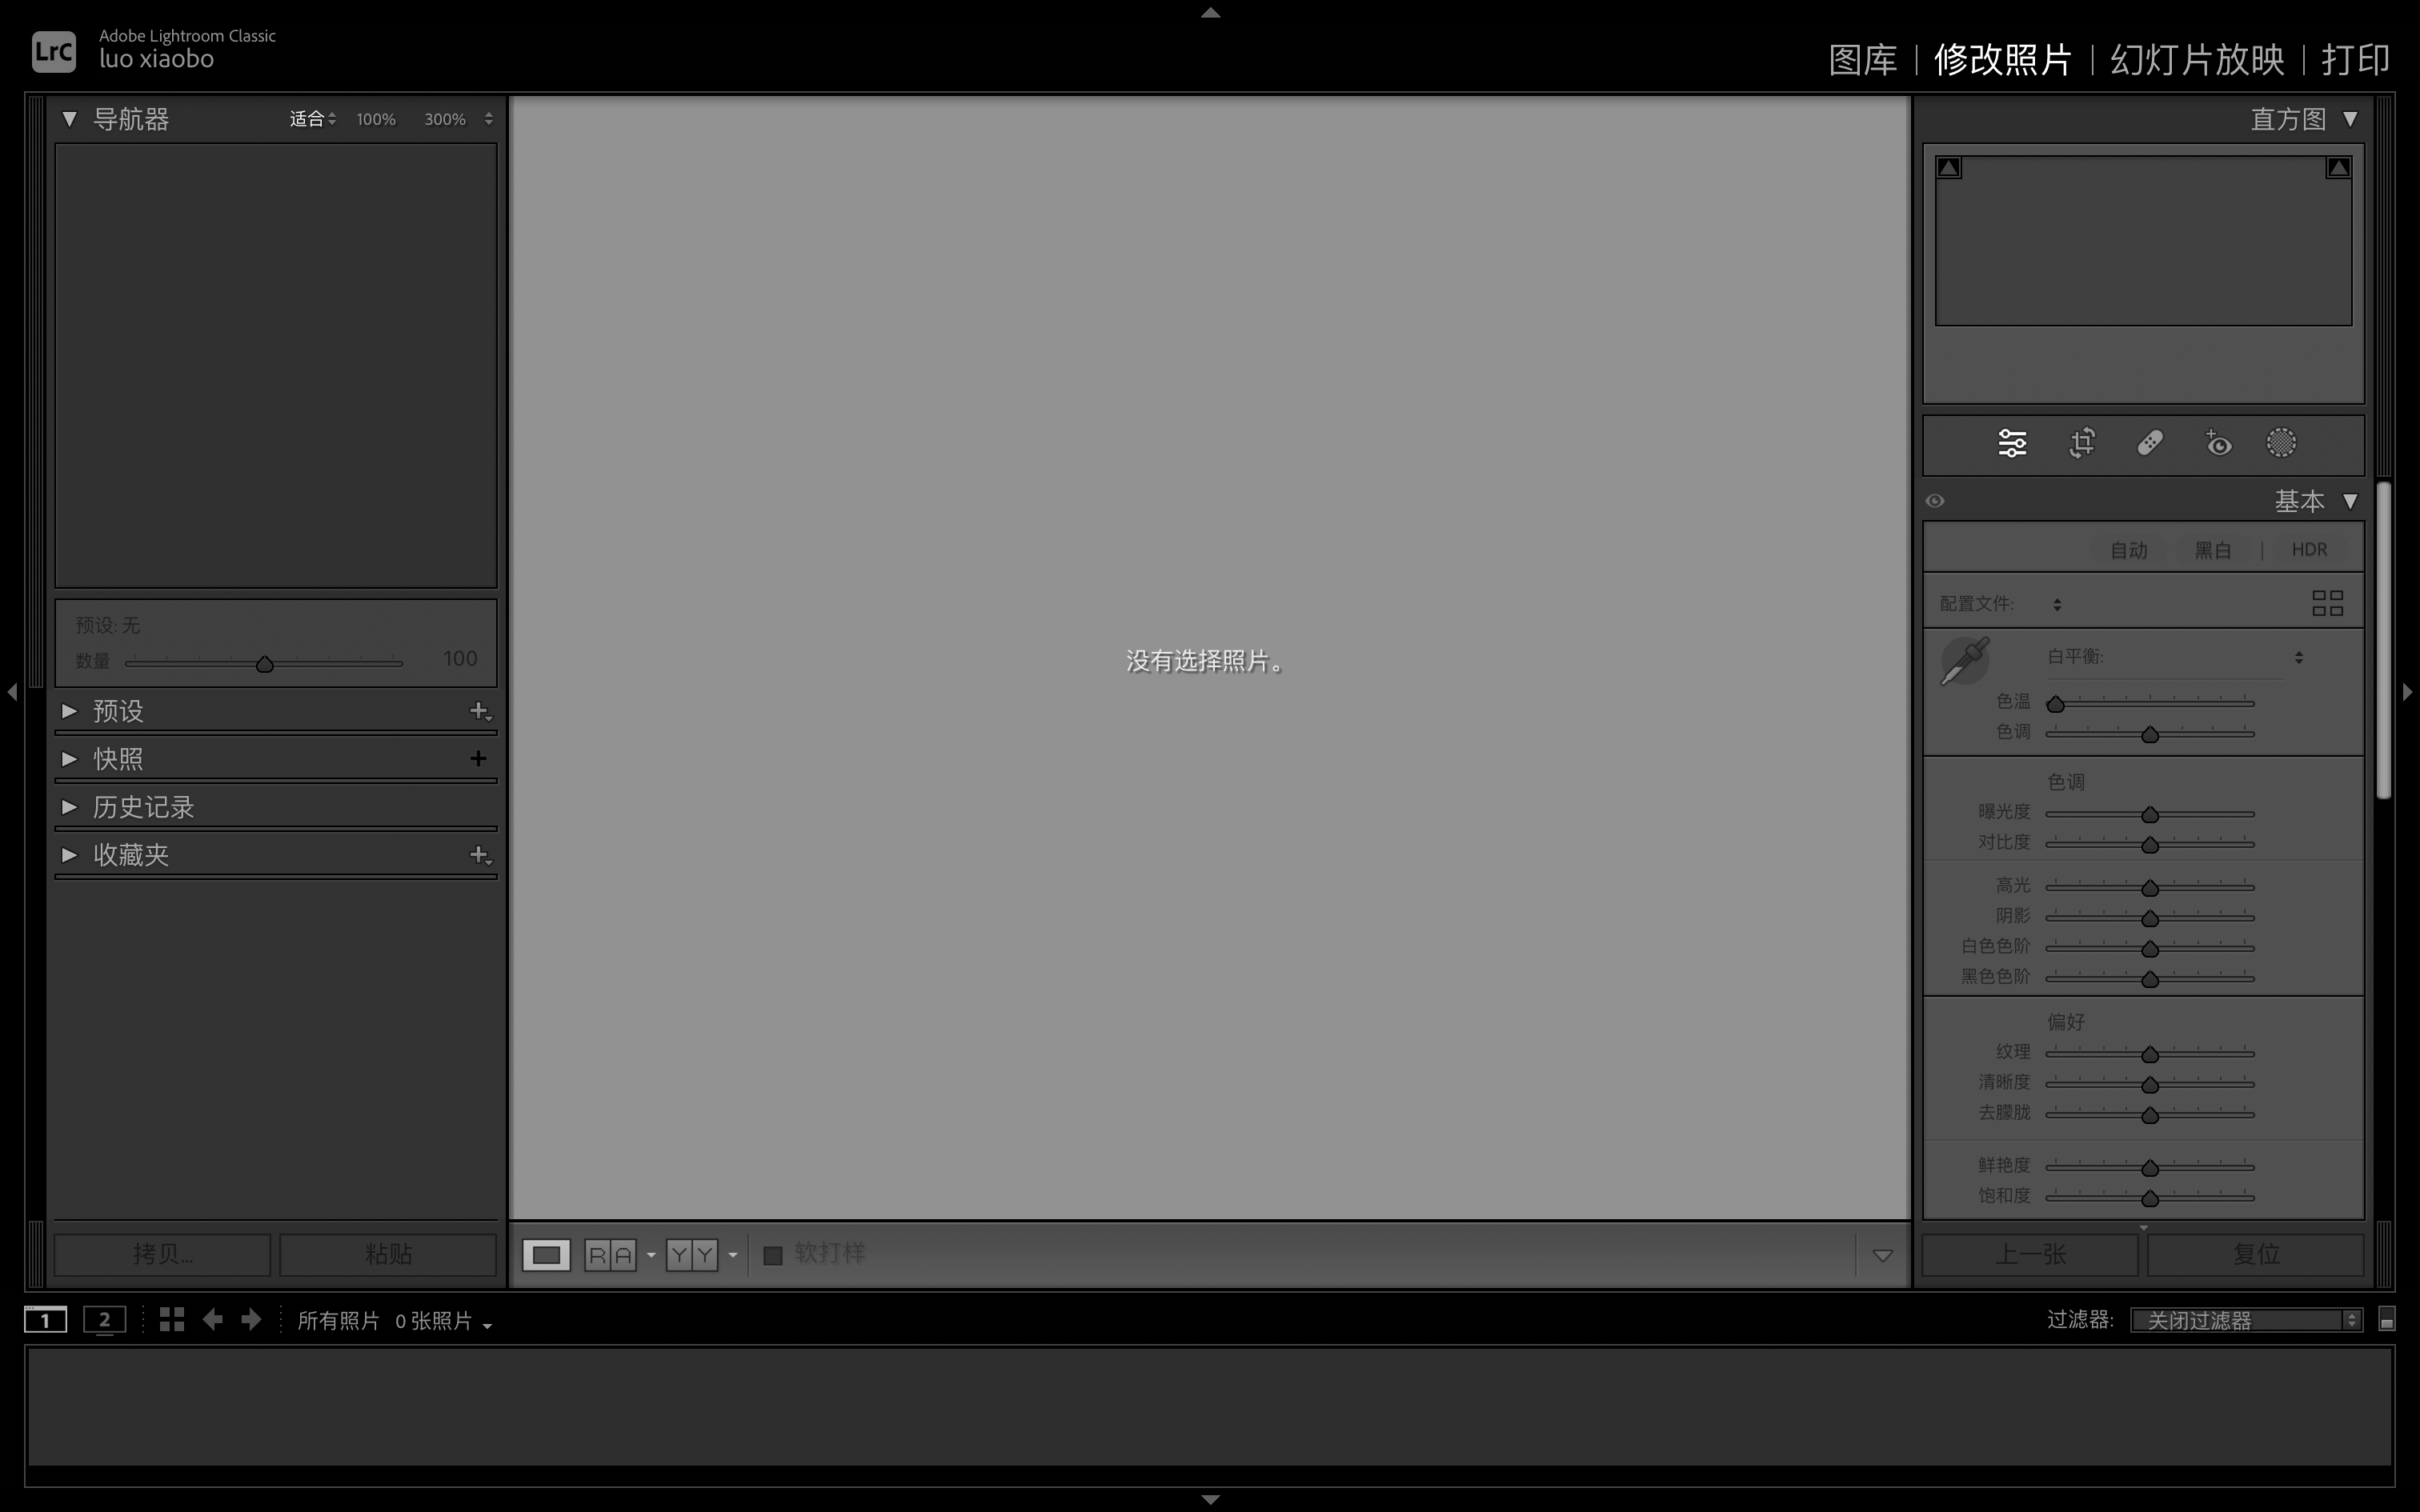 LrC
Adobe Lightroom Classic
luo xiaobo
图库 | 修改照片 | 幻灯片放映 | 打印
导航器 适合 100% 300%
直方图
基本
自动 黑白 | HDR
预设: 无
数量 100
配置文件:
白平衡:
色温
色调
预设
快照
历史记录
收藏夹
没有选择照片。
色调
曝光度
对比度
高光
阴影
白色色阶
黑色色阶
偏好
纹理
清晰度
去朦胧
鲜艳度
饱和度
拷贝... 粘贴
R A Y Y 软打样
上一张 复位
1 2 所有照片 0 张照片
过滤器: 关闭过滤器